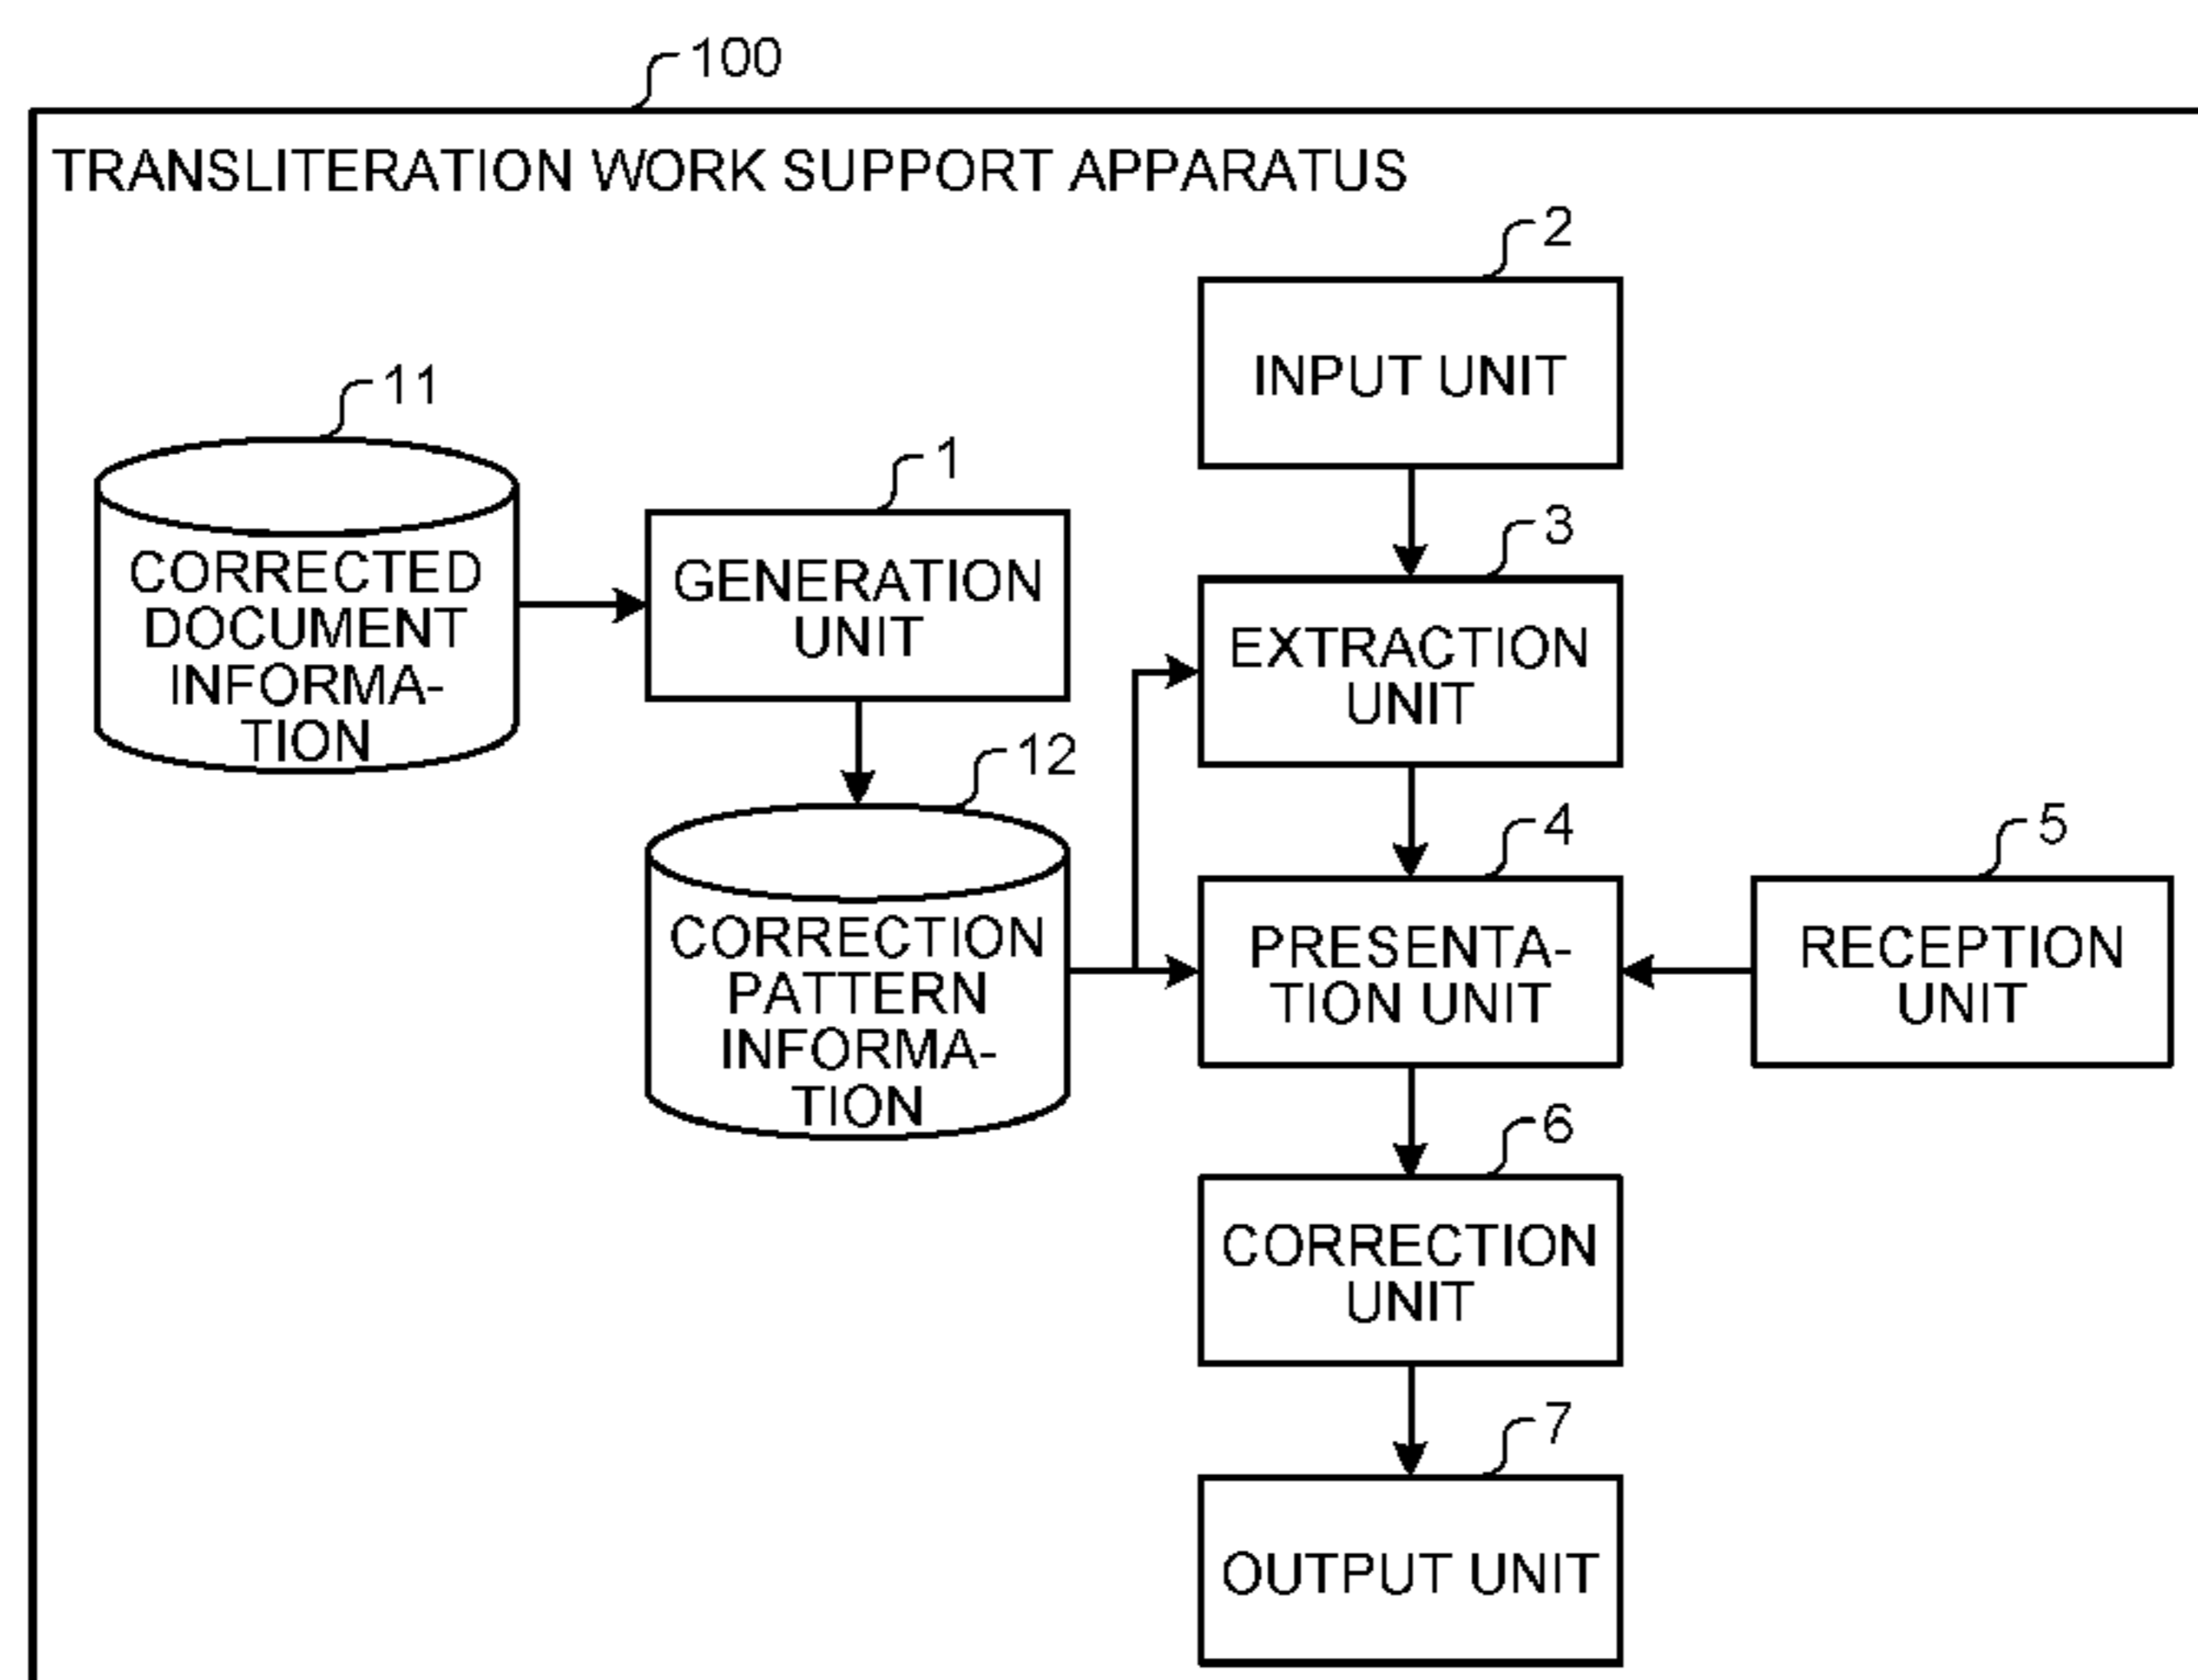 100
TRANSLITERATION WORK SUPPORT APPARATUS
2
INPUT UNIT
11
CORRECTED
DOCUMENT
INFORMA-
TION
1
GENERATION
UNIT
3
EXTRACTION
UNIT
12
CORRECTION
PATTERN
INFORMA-
TION
4
PRESENTA-
TION UNIT
5
RECEPTION
UNIT
6
CORRECTION
UNIT
7
OUTPUT UNIT